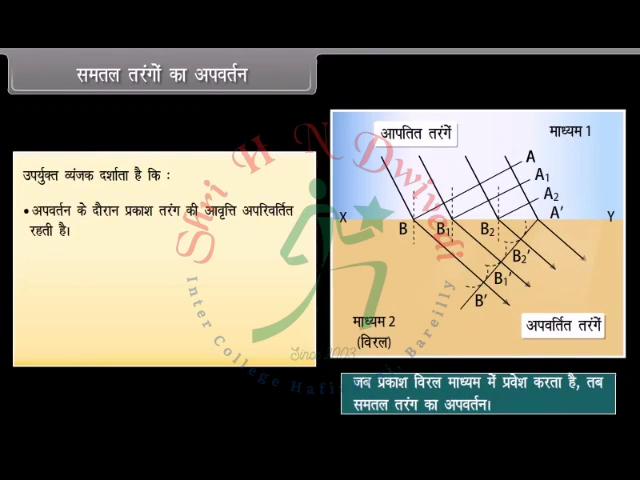 समतल तरंगों का अपवर्तन
उपर्युक्त व्यंजक दर्शाता है कि :
• अपवर्तन के दौरान प्रकाश तरंग की आवृत्ति अपरिवर्तित
रहती है।
आपतित तरंगें
माध्यम 1
A
A₁
A₂
A'
X
B
B₁
B₂
Y
B₂'
B₁'
B'
माध्यम 2
(विरल)
अपवर्तित तरंगें
जब प्रकाश विरल माध्यम में प्रवेश करता है, तब
समतल तरंग का अपवर्तन।
Shri H N Dwivedi
Inter College Hafiz
, Bareilly
Since 2003